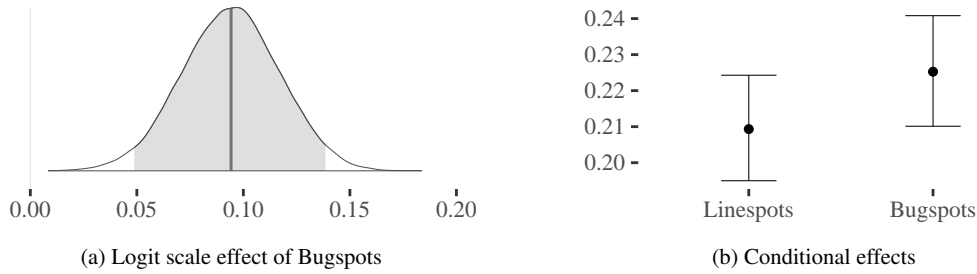 0.00 0.05 0.10 0.15 0.20
(a) Logit scale effect of Bugspots
0.24
0.23
0.22
0.21
0.20
Linespots Bugspots
(b) Conditional effects